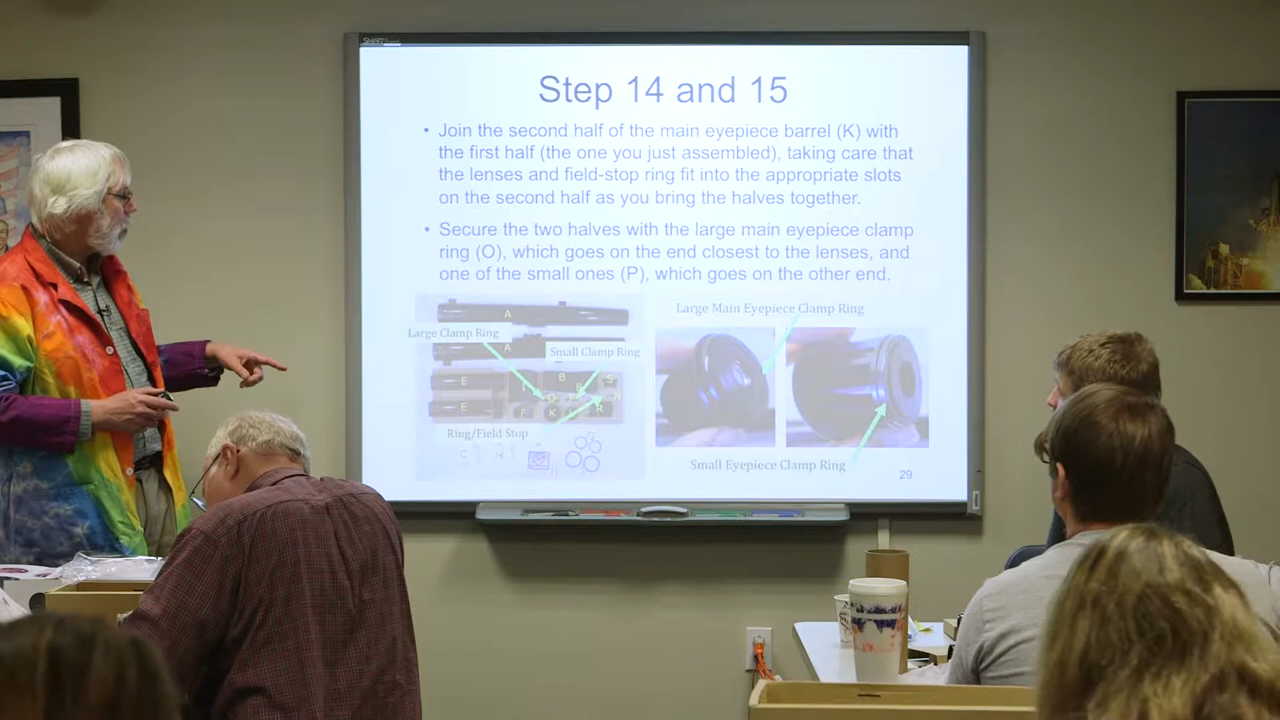 SMART
Step 14 and 15
• Join the second half of the main eyepiece barrel (K) with
the first half (the one you just assembled), taking care that
the lenses and field-stop ring fit into the appropriate slots
on the second half as you bring the halves together.
• Secure the two halves with the large main eyepiece clamp
ring (O), which goes on the end closest to the lenses, and
one of the small ones (P), which goes on the other end.
A
Large Clamp Ring
A
Small Clamp Ring
E
B
S
B
O
P
N
E
F
K
R
Ring/Field Stop
Large Main Eyepiece Clamp Ring
Small Eyepiece Clamp Ring
29